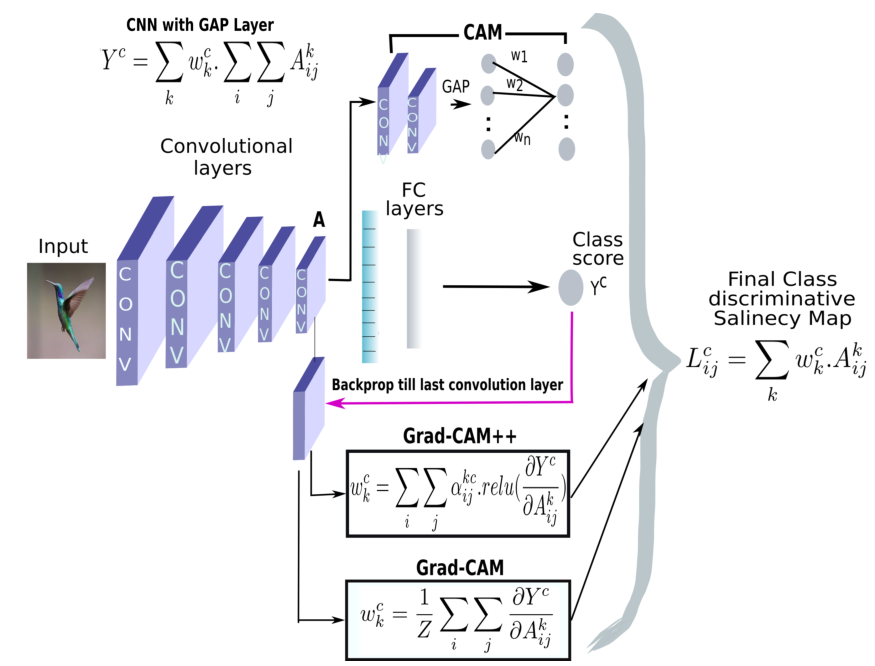 CNN with GAP Layer
Y^c = \sum_k w_k^c . \sum_i \sum_j A_{ij}^k
CAM
CONV
CONV
GAP
w1
w2
wn
Convolutional
layers
A
FC
layers
Input
CONV
CONV
CONV
CONV
CONV
Class
score
Y^c
Final Class
discriminative
Salinecy Map
L_{ij}^c = \sum_k w_k^c . A_{ij}^k
Backprop till last convolution layer
Grad-CAM++
w_k^c = \sum_i \sum_j \alpha_{ij}^{kc} . relu(\frac{\partial Y^c}{\partial A_{ij}^k})
Grad-CAM
w_k^c = \frac{1}{Z} \sum_i \sum_j \frac{\partial Y^c}{\partial A_{ij}^k}